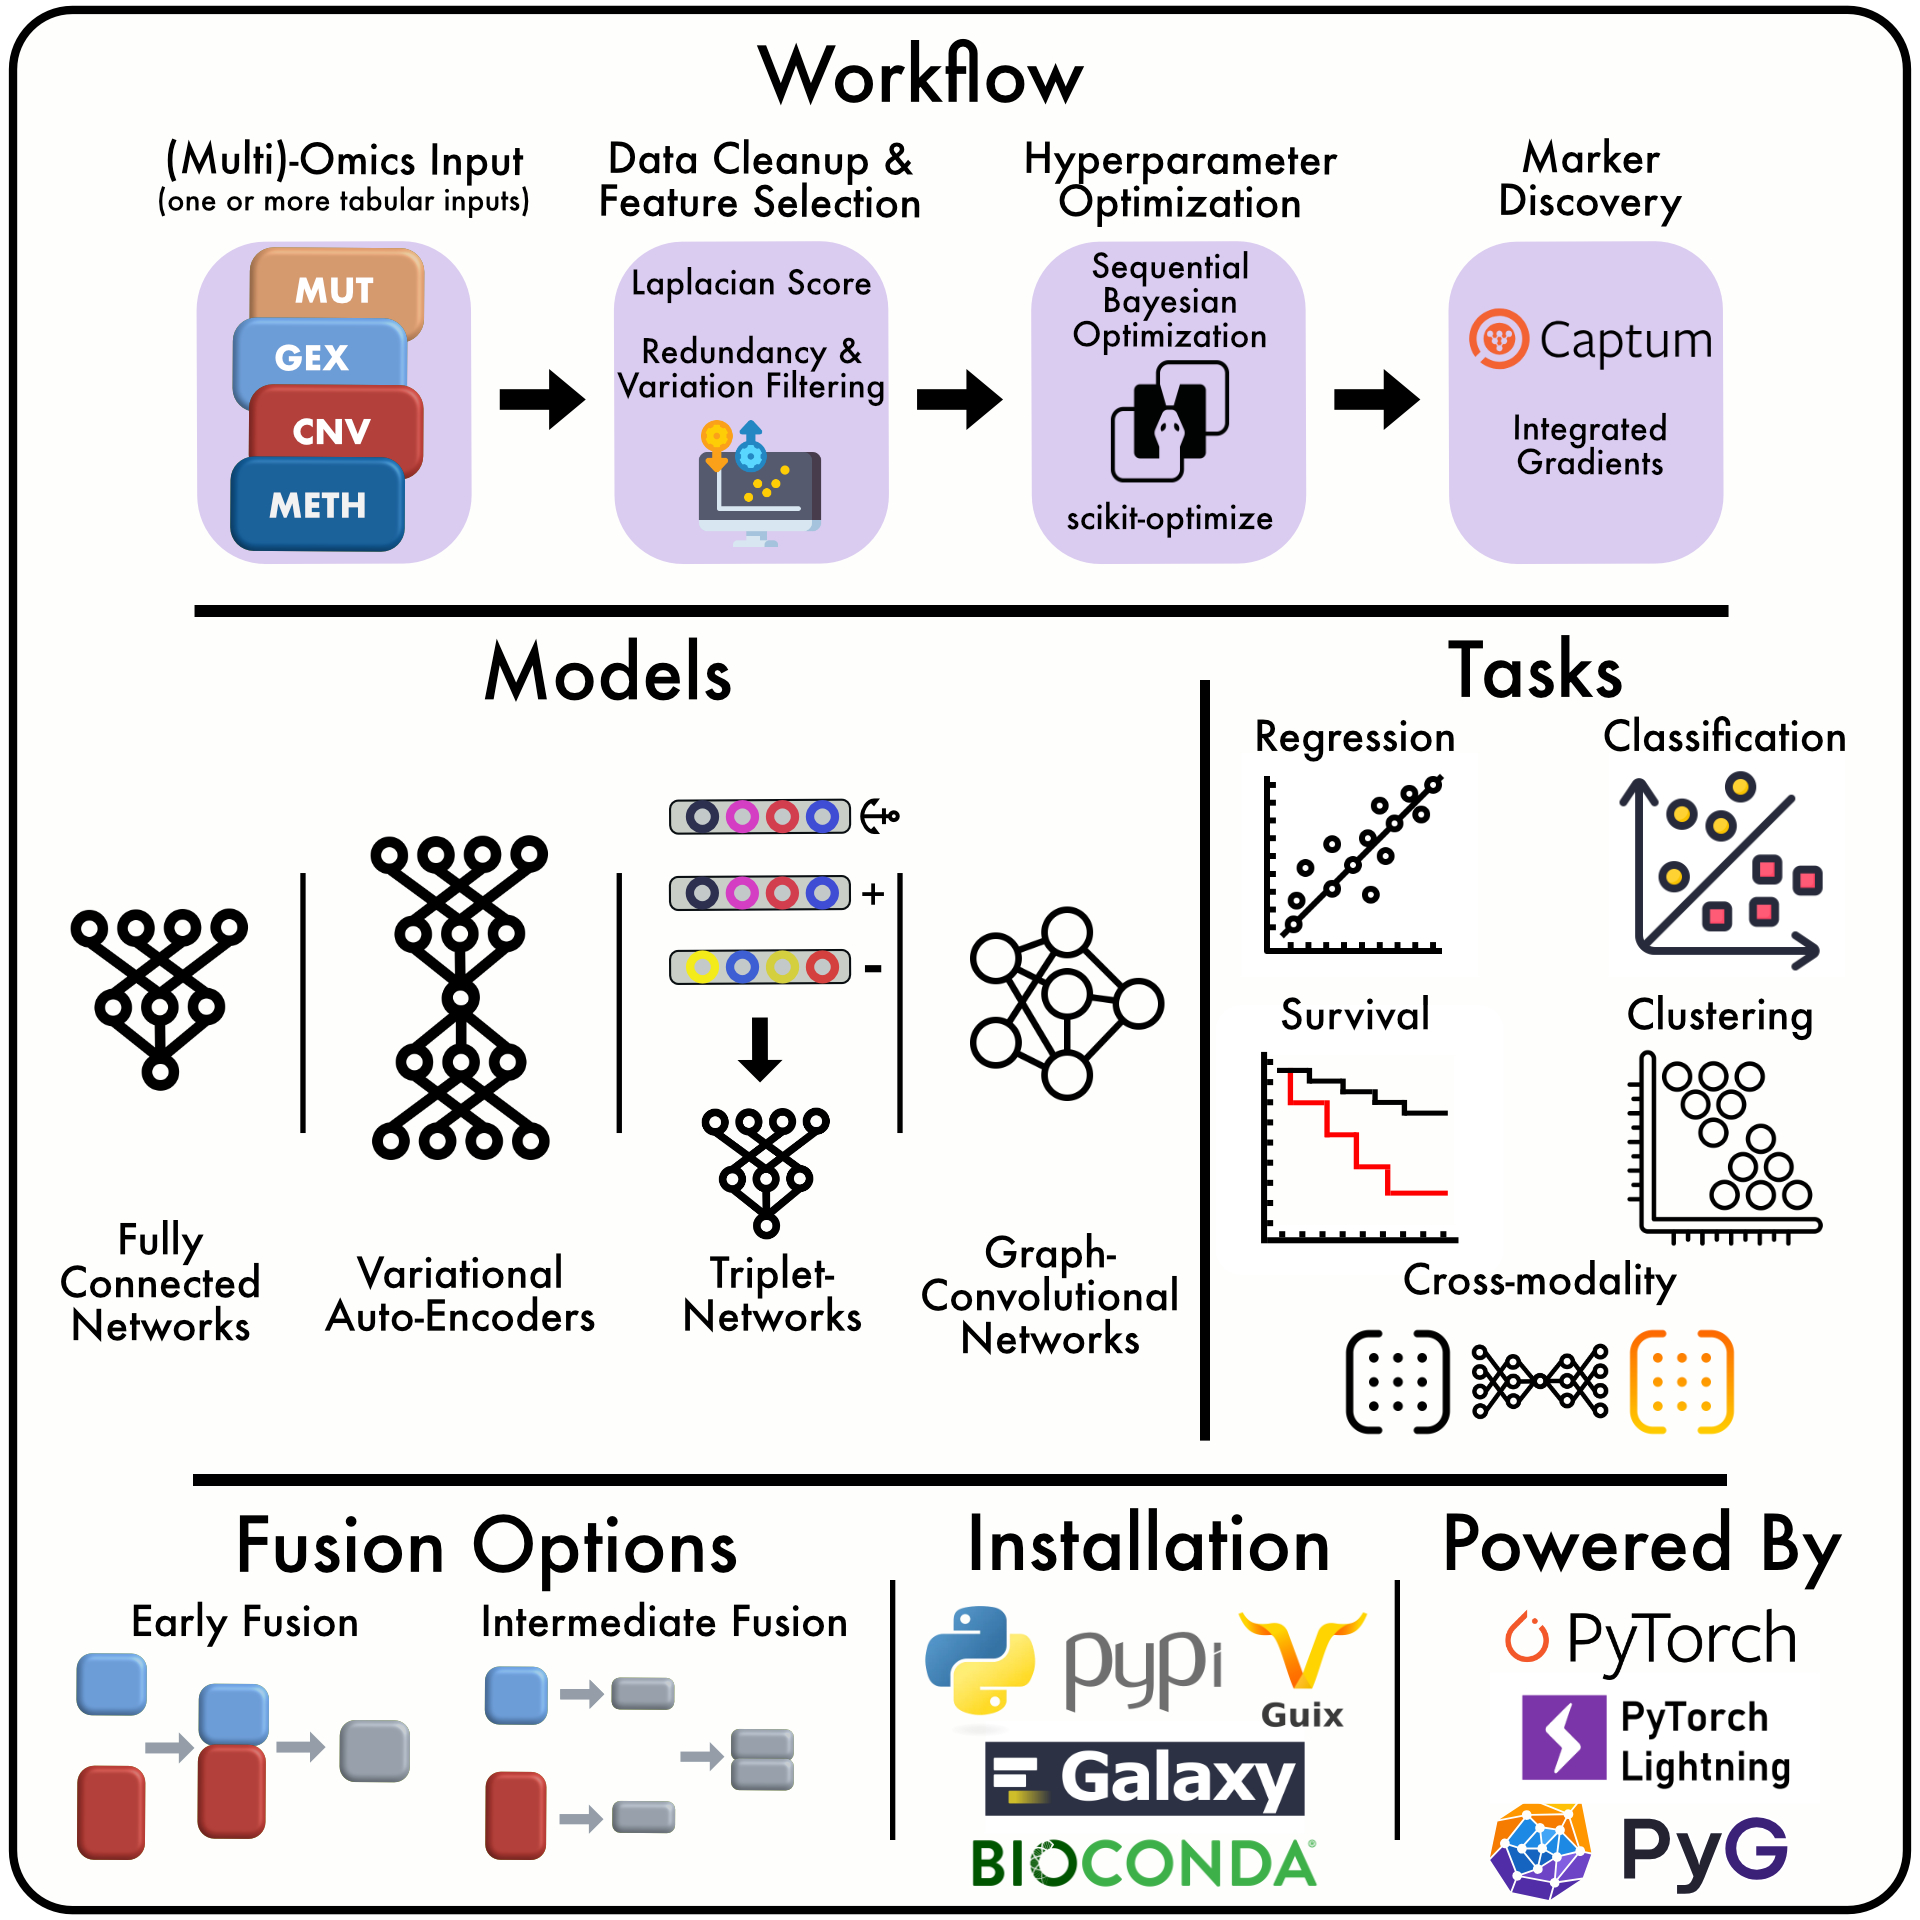 Workflow
(Multi)-Omics Input
(one or more tabular inputs)
MUT
GEX
CNV
METH
Data Cleanup &
Feature Selection
Laplacian Score
Redundancy &
Variation Filtering
Hyperparameter
Optimization
Sequential
Bayesian
Optimization
scikit-optimize
Marker
Discovery
Captum
Integrated
Gradients
Models
+
-
Fully
Connected
Networks
Variational
Auto-Encoders
Triplet-
Networks
Graph-
Convolutional
Networks
Tasks
Regression
Classification
Survival
Clustering
Cross-modality
Fusion Options
Early Fusion
Intermediate Fusion
Installation
pypi
Guix
Galaxy
BIOCONDA®
Powered By
PyTorch
PyTorch
Lightning
PyG